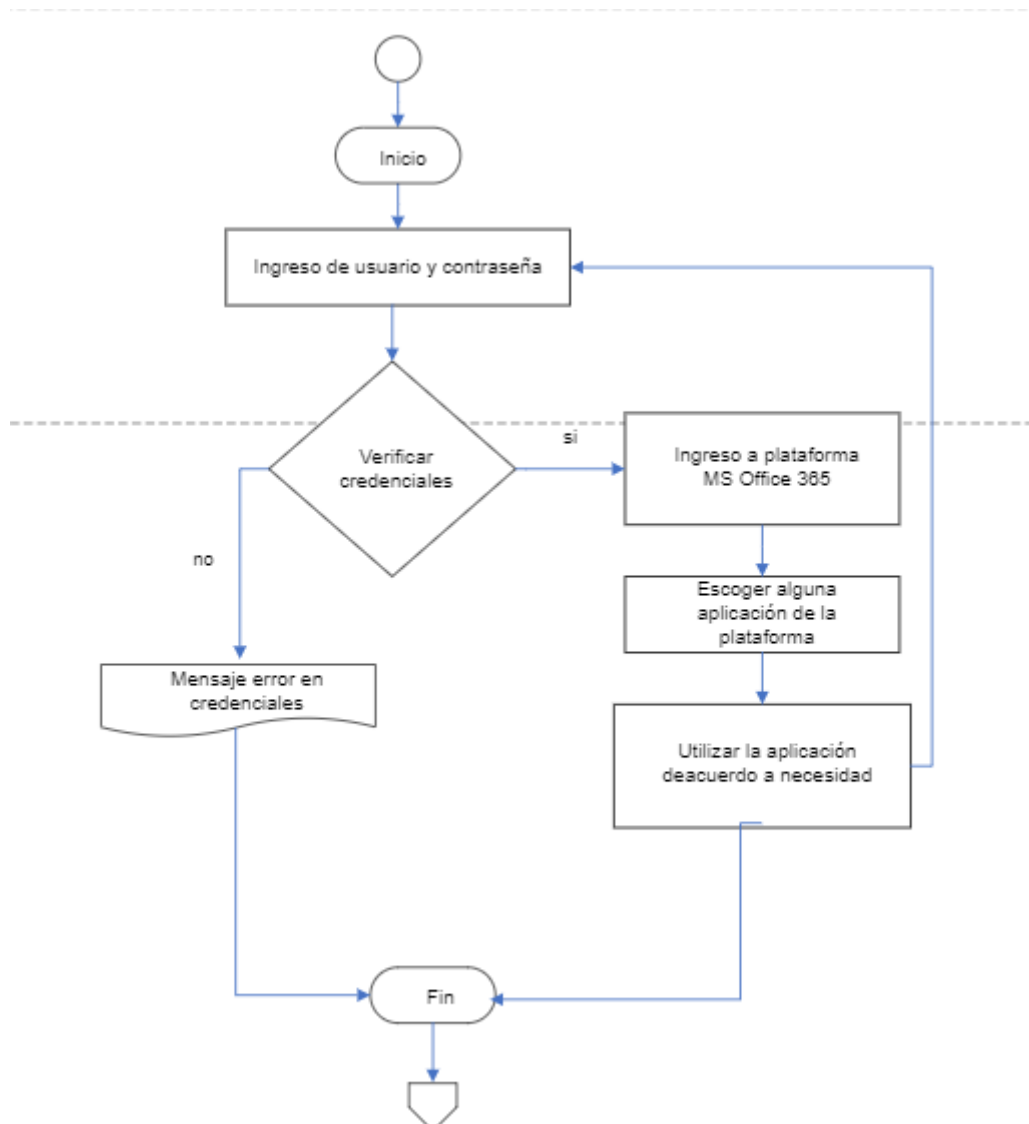 Inicio
Ingreso de usuario y contraseña
Verificar
credenciales
si
Ingreso a plataforma
MS Office 365
no
Escoger alguna
aplicación de la
plataforma
Mensaje error en
credenciales
Utilizar la aplicación
deacuerdo a necesidad
Fin